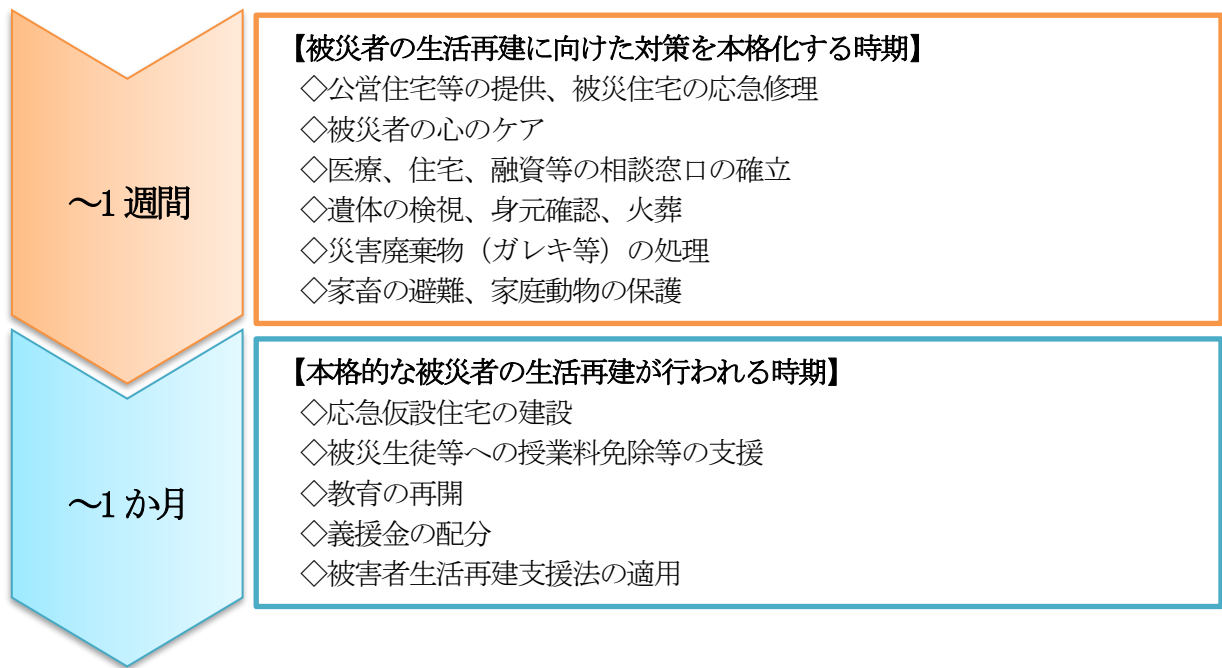 ~1週間
【被災者の生活再建に向けた対策を本格化する時期】
◇公営住宅等の提供、被災住宅の応急修理
◇被災者の心のケア
◇医療、住宅、融資等の相談窓口の確立
◇遺体の検視、身元確認、火葬
◇災害廃棄物(ガレキ等)の処理
◇家畜の避難、家庭動物の保護
~1か月
【本格的な被災者の生活再建が行われる時期】
◇応急仮設住宅の建設
◇被災生徒等への授業料免除等の支援
◇教育の再開
◇義援金の配分
◇被害者生活再建支援法の適用